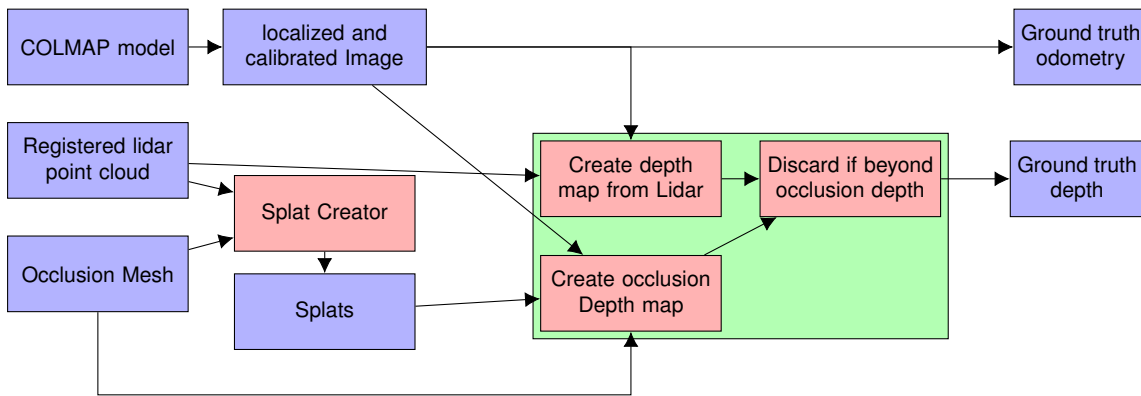 COLMAP model
localized and
calibrated Image
Ground truth
odometry
Registered lidar
point cloud
Create depth
map from Lidar
Discard if beyond
occlusion depth
Ground truth
depth
Splat Creator
Occlusion Mesh
Splats
Create occlusion
Depth map